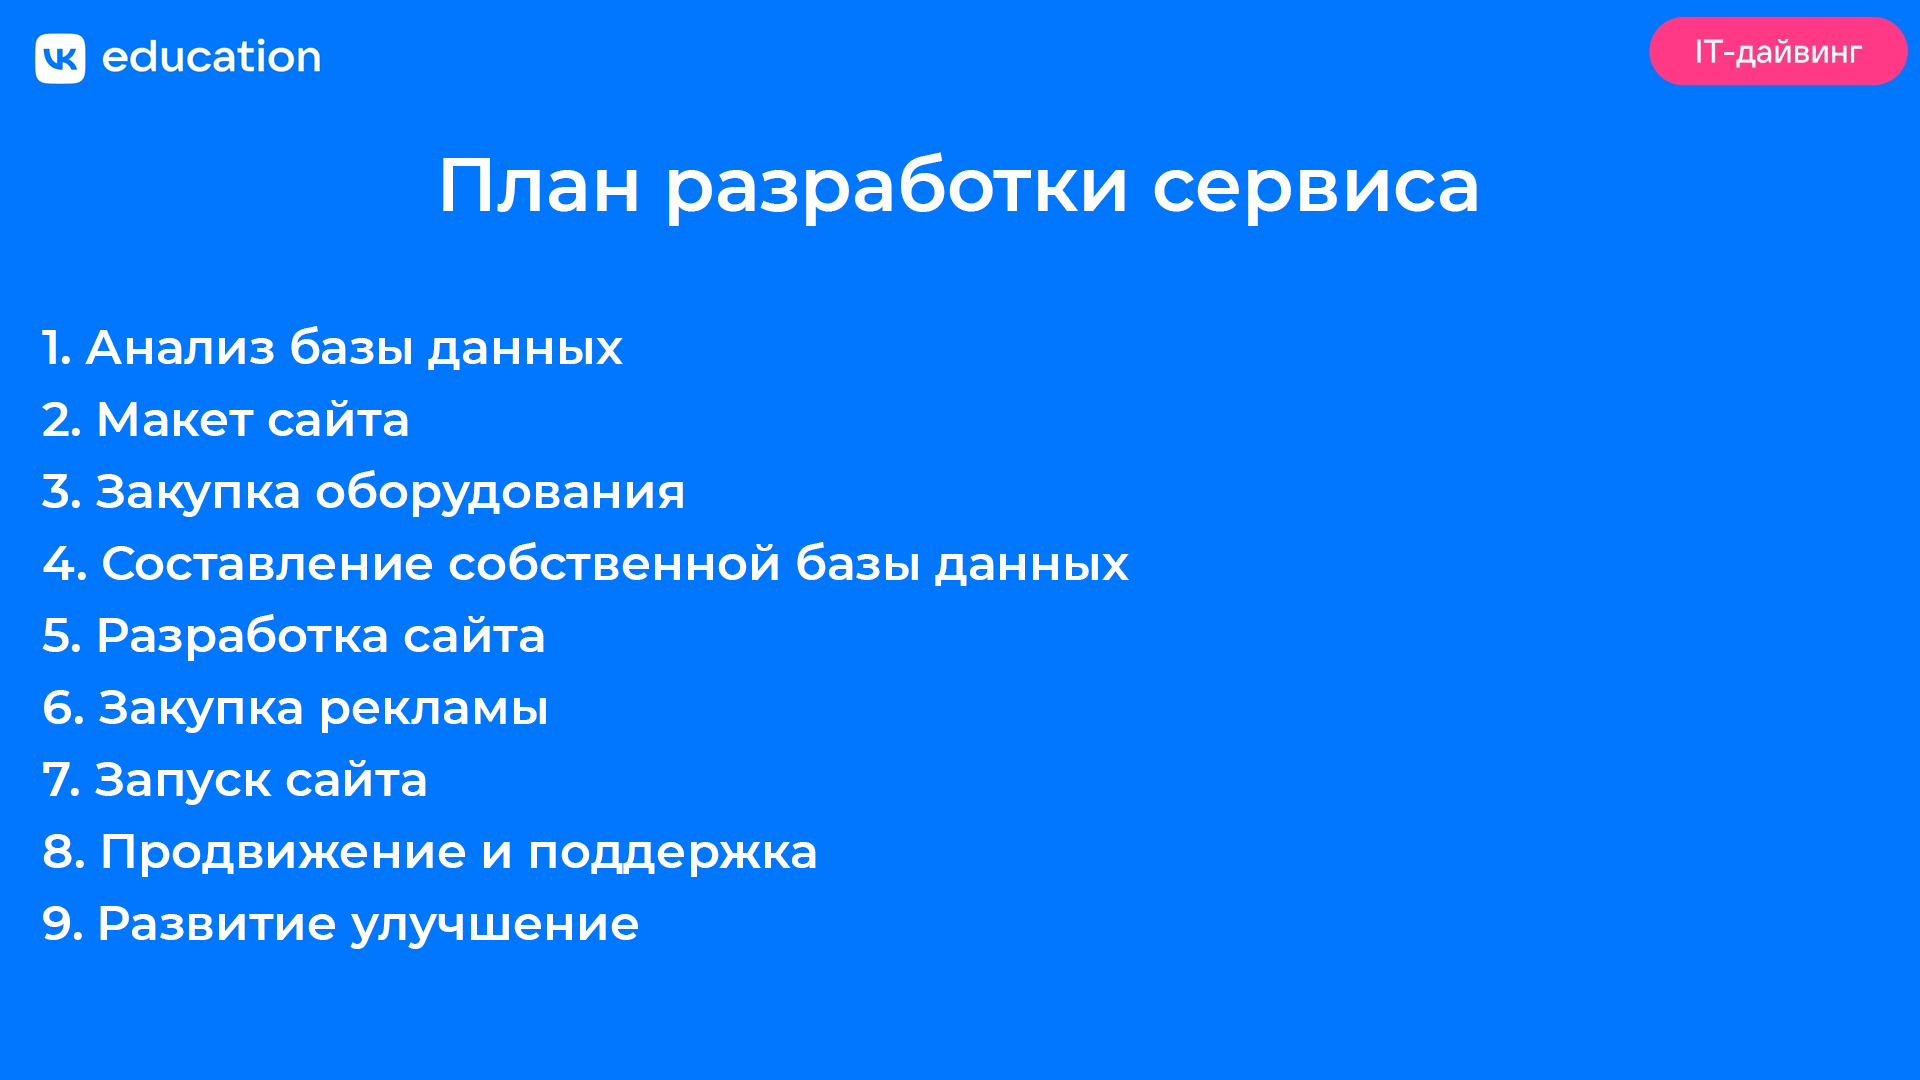 VK education
IT-дайвинг
План разработки сервиса
1. Анализ базы данных
2. Макет сайта
3. Закупка оборудования
4. Составление собственной базы данных
5. Разработка сайта
6. Закупка рекламы
7. Запуск сайта
8. Продвижение и поддержка
9. Развитие улучшение